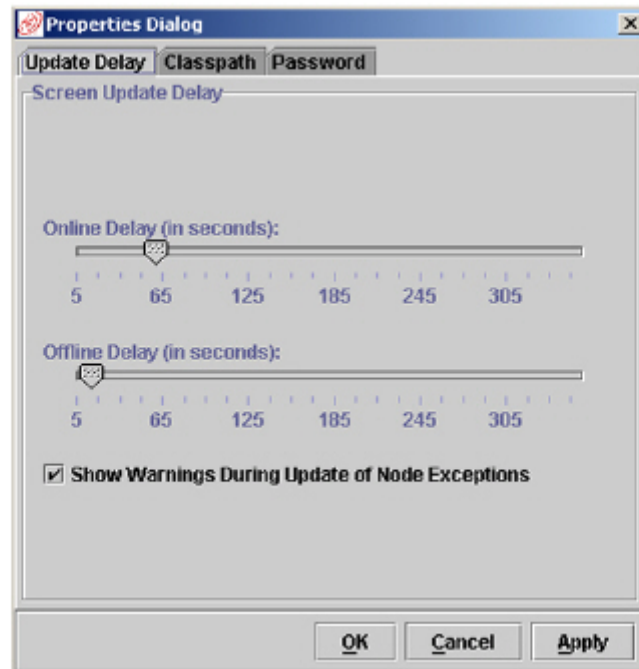 Properties Dialog
Update Delay Classpath Password
Screen Update Delay
Online Delay (in seconds):
5 65 125 185 245 305
Offline Delay (in seconds):
5 65 125 185 245 305
Show Warnings During Update of Node Exceptions
OK Cancel Apply